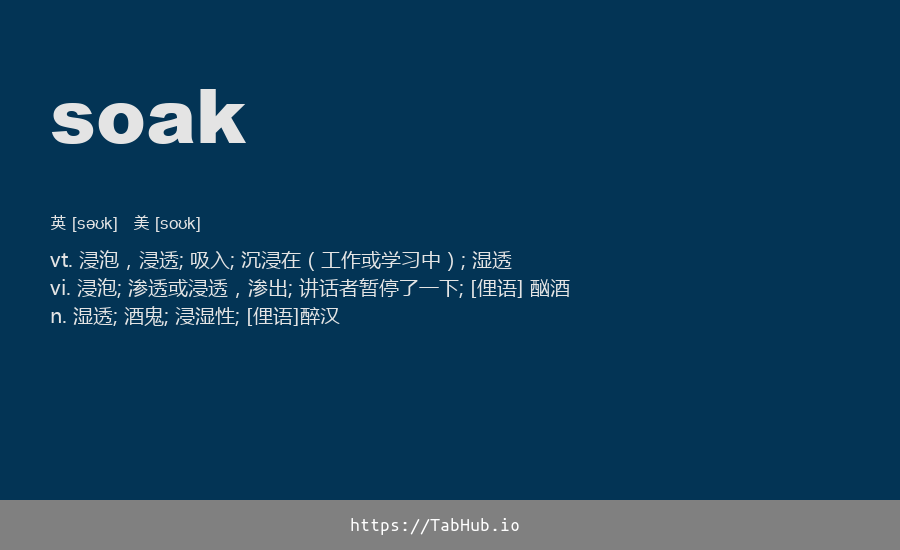 soak
英 [səʊk]   美 [soʊk]
vt. 浸泡，浸透; 吸入; 沉浸在（工作或学习中）; 湿透
vi. 浸泡; 渗透或浸透，渗出; 讲话者暂停了一下; [俚语] 酗酒
n. 湿透; 酒鬼; 浸湿性; [俚语]醉汉
https://TabHub.io